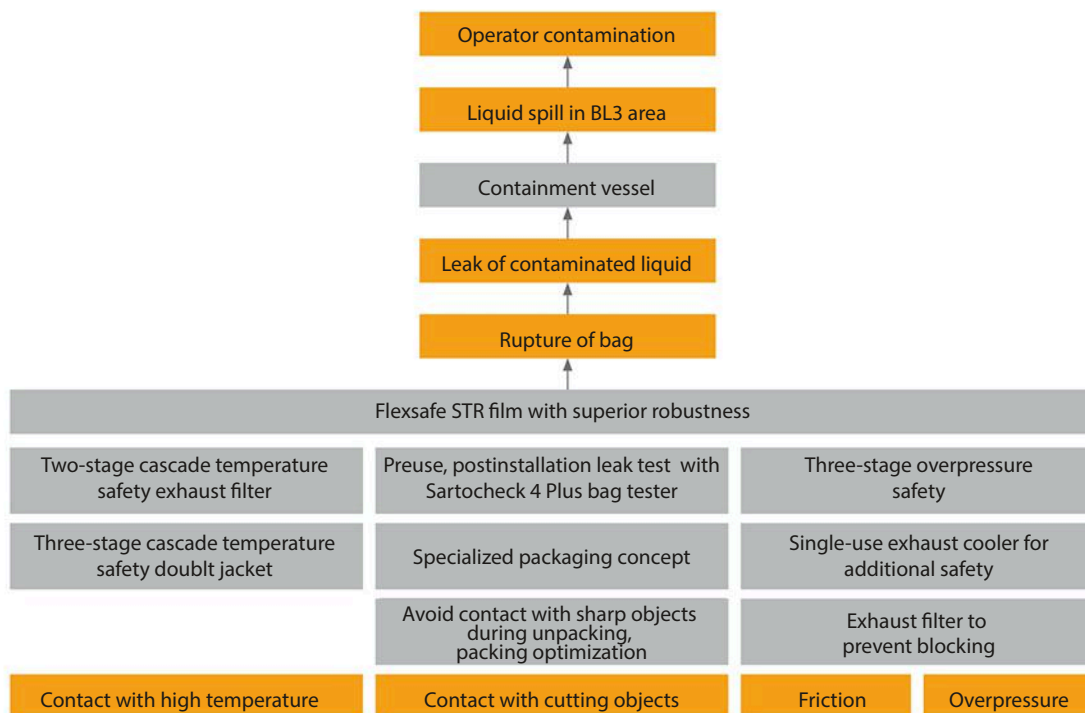 Operator contamination
Liquid spill in BL3 area
Containment vessel
Leak of contaminated liquid
Rupture of bag
Flexsafe STR film with superior robustness
Two-stage cascade temperature
safety exhaust filter
Preuse, postinstallation leak test with
Sartocheck 4 Plus bag tester
Three-stage overpressure
safety
Three-stage cascade temperature
safety doublt jacket
Specialized packaging concept
Single-use exhaust cooler for
additional safety
Avoid contact with sharp objects
during unpacking,
packing optimization
Exhaust filter to
prevent blocking
Contact with high temperature
Contact with cutting objects
Friction
Overpressure